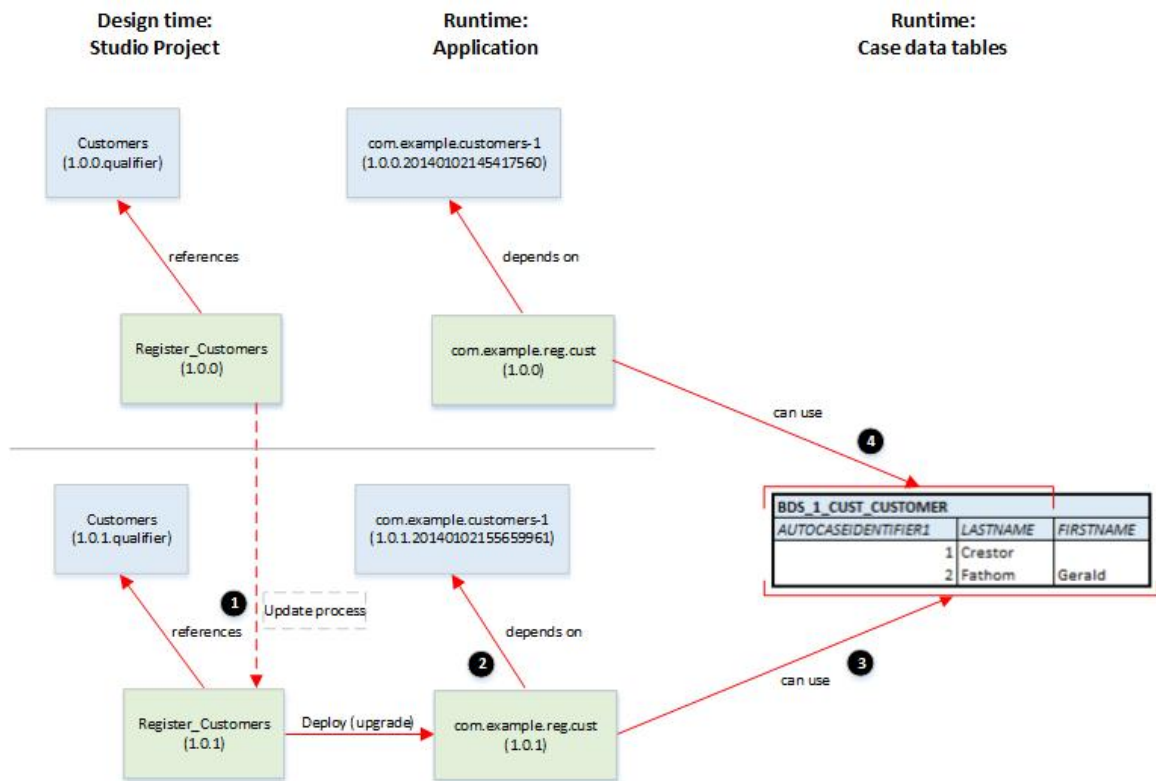 Design time:
Studio Project
Runtime:
Application
Runtime:
Case data tables
Customers
(1.0.0.qualifier)
com.example.customers-1
(1.0.0.20140102145417560)
references
depends on
Register_Customers
(1.0.0)
com.example.reg.cust
(1.0.0)
can use
4
Customers
(1.0.1.qualifier)
com.example.customers-1
(1.0.1.20140102155659961)
BDS_1_CUST_CUSTOMER
AUTOCASEIDENTIFIER1 LASTNAME FIRSTNAME
1 Crestor
2 Fathom Gerald
1
Update process
references
depends on
2
3
can use
Register_Customers
(1.0.1)
Deploy (upgrade)
com.example.reg.cust
(1.0.1)